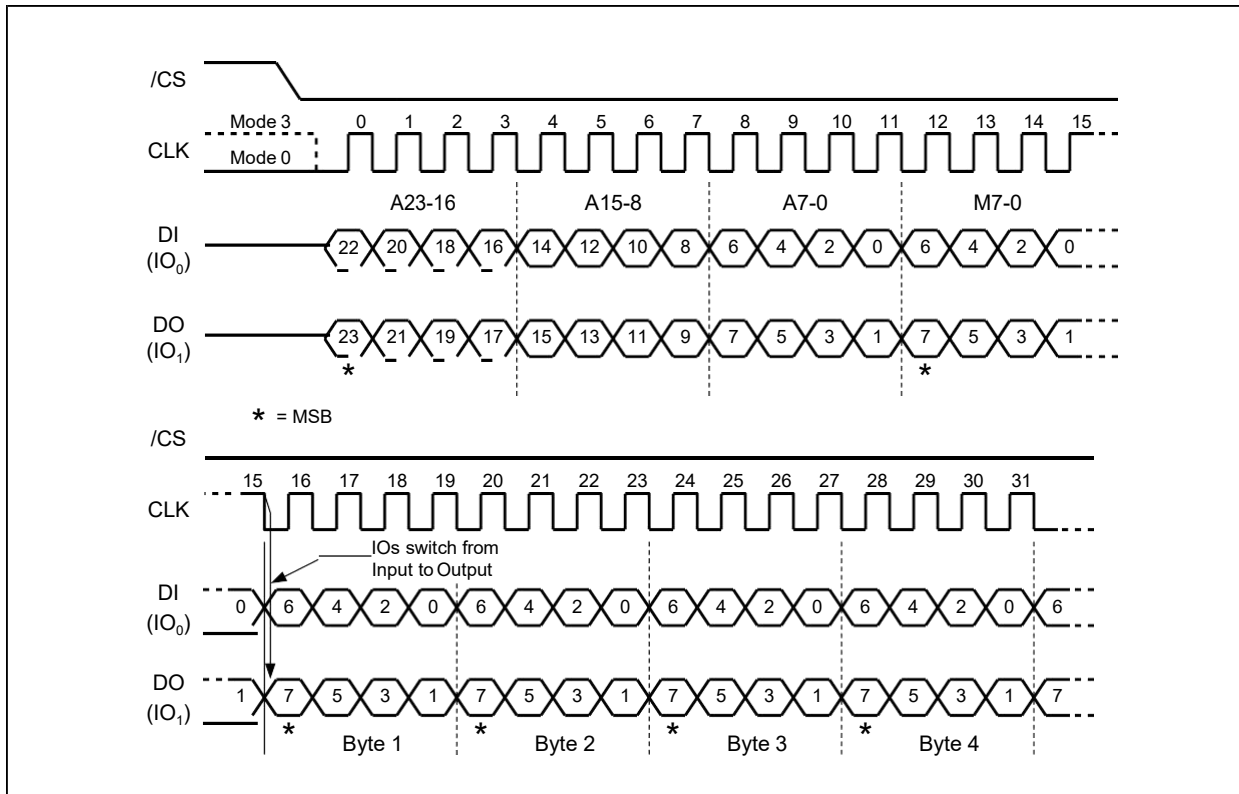 /CS
Mode 3 0 1 2 3 4 5 6 7 8 9 10 11 12 13 14 15
CLK
Mode 0
A23-16 A15-8 A7-0 M7-0
DI
(IO0)
22 20 18 16 14 12 10 8 6 4 2 0 6 4 2 0
DO
(IO1)
23 21 19 17 15 13 11 9 7 5 3 1 7 5 3 1
* *
* = MSB
/CS
15 16 17 18 19 20 21 22 23 24 25 26 27 28 29 30 31
CLK
IOs switch from
Input to Output
DI
(IO0)
0 6 4 2 0 6 4 2 0 6 4 2 0 6 4 2 0 6
DO
(IO1)
1 7 5 3 1 7 5 3 1 7 5 3 1 7 5 3 1 7
* * * *
Byte 1 Byte 2 Byte 3 Byte 4